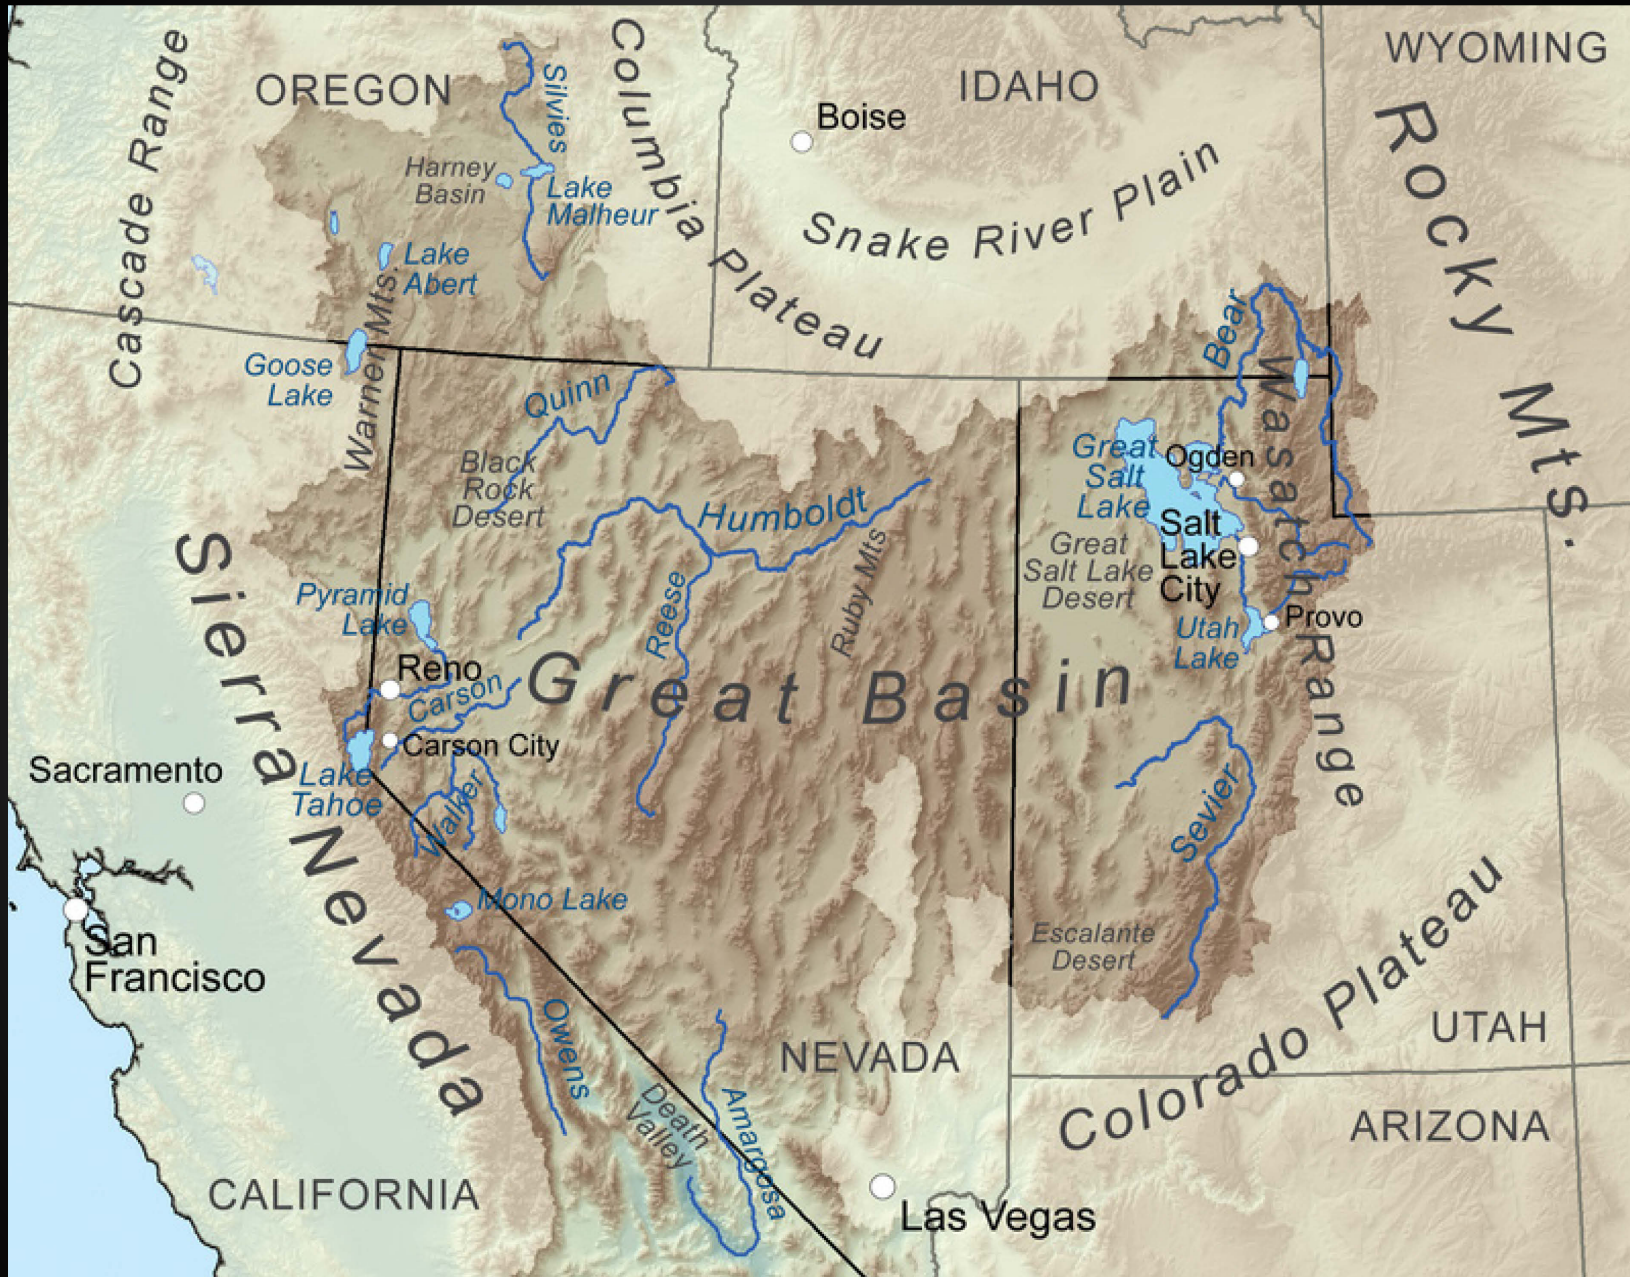 WYOMING
OREGON
IDAHO
Cascade Range
Silvies
Columbia Plateau
Boise
Rocky Mts.
Harney
Basin
Lake
Malheur
Snake River Plain
Lake
Abert
Warner Mts.
Goose
Lake
Bear
Quinn
Wasatch Range
Black
Rock
Desert
Great
Salt
Lake
Ogden
Humboldt
Salt
Lake
City
Great
Salt Lake
Desert
Sierra Nevada
Ruby Mts
Reese
Pyramid
Lake
Provo
Utah
Lake
Reno
Carson
Great Basin
Carson City
Sacramento
Lake
Tahoe
Walker
Sevier
Mono Lake
San
Francisco
Escalante
Desert
Colorado Plateau
Owens
UTAH
NEVADA
Death
Valley
Amargosa
ARIZONA
CALIFORNIA
Las Vegas